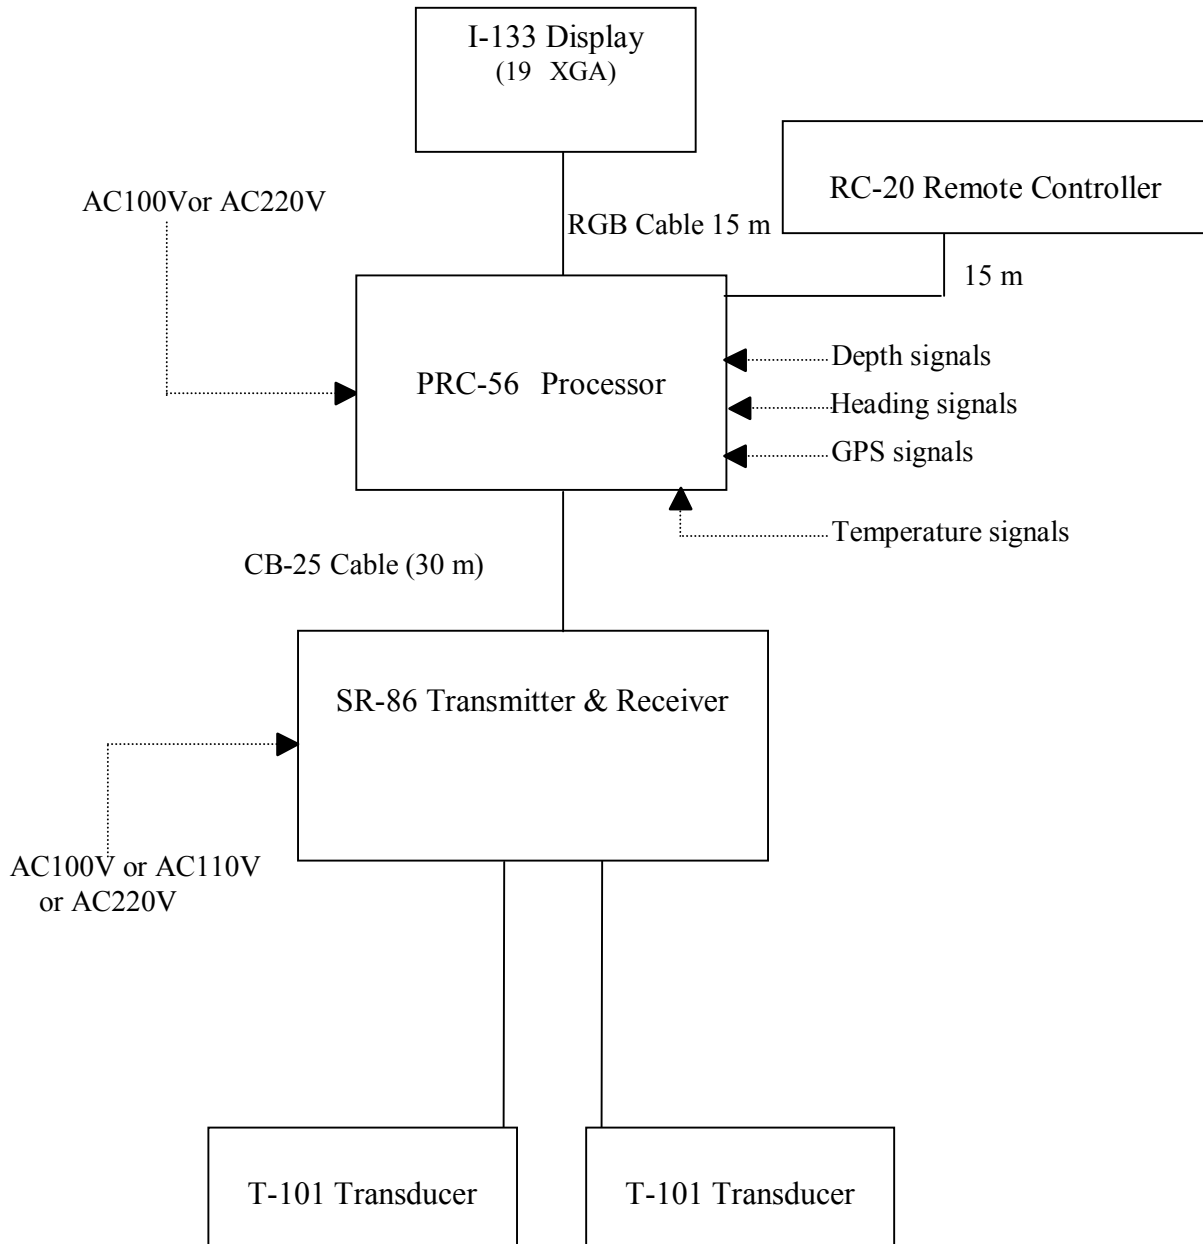 I-133 Display
(19 XGA)
RC-20 Remote Controller
AC100Vor AC220V
RGB Cable 15 m
15 m
Depth signals
PRC-56 Processor
Heading signals
GPS signals
Temperature signals
CB-25 Cable (30 m)
SR-86 Transmitter & Receiver
AC100V or AC110V
or AC220V
T-101 Transducer
T-101 Transducer